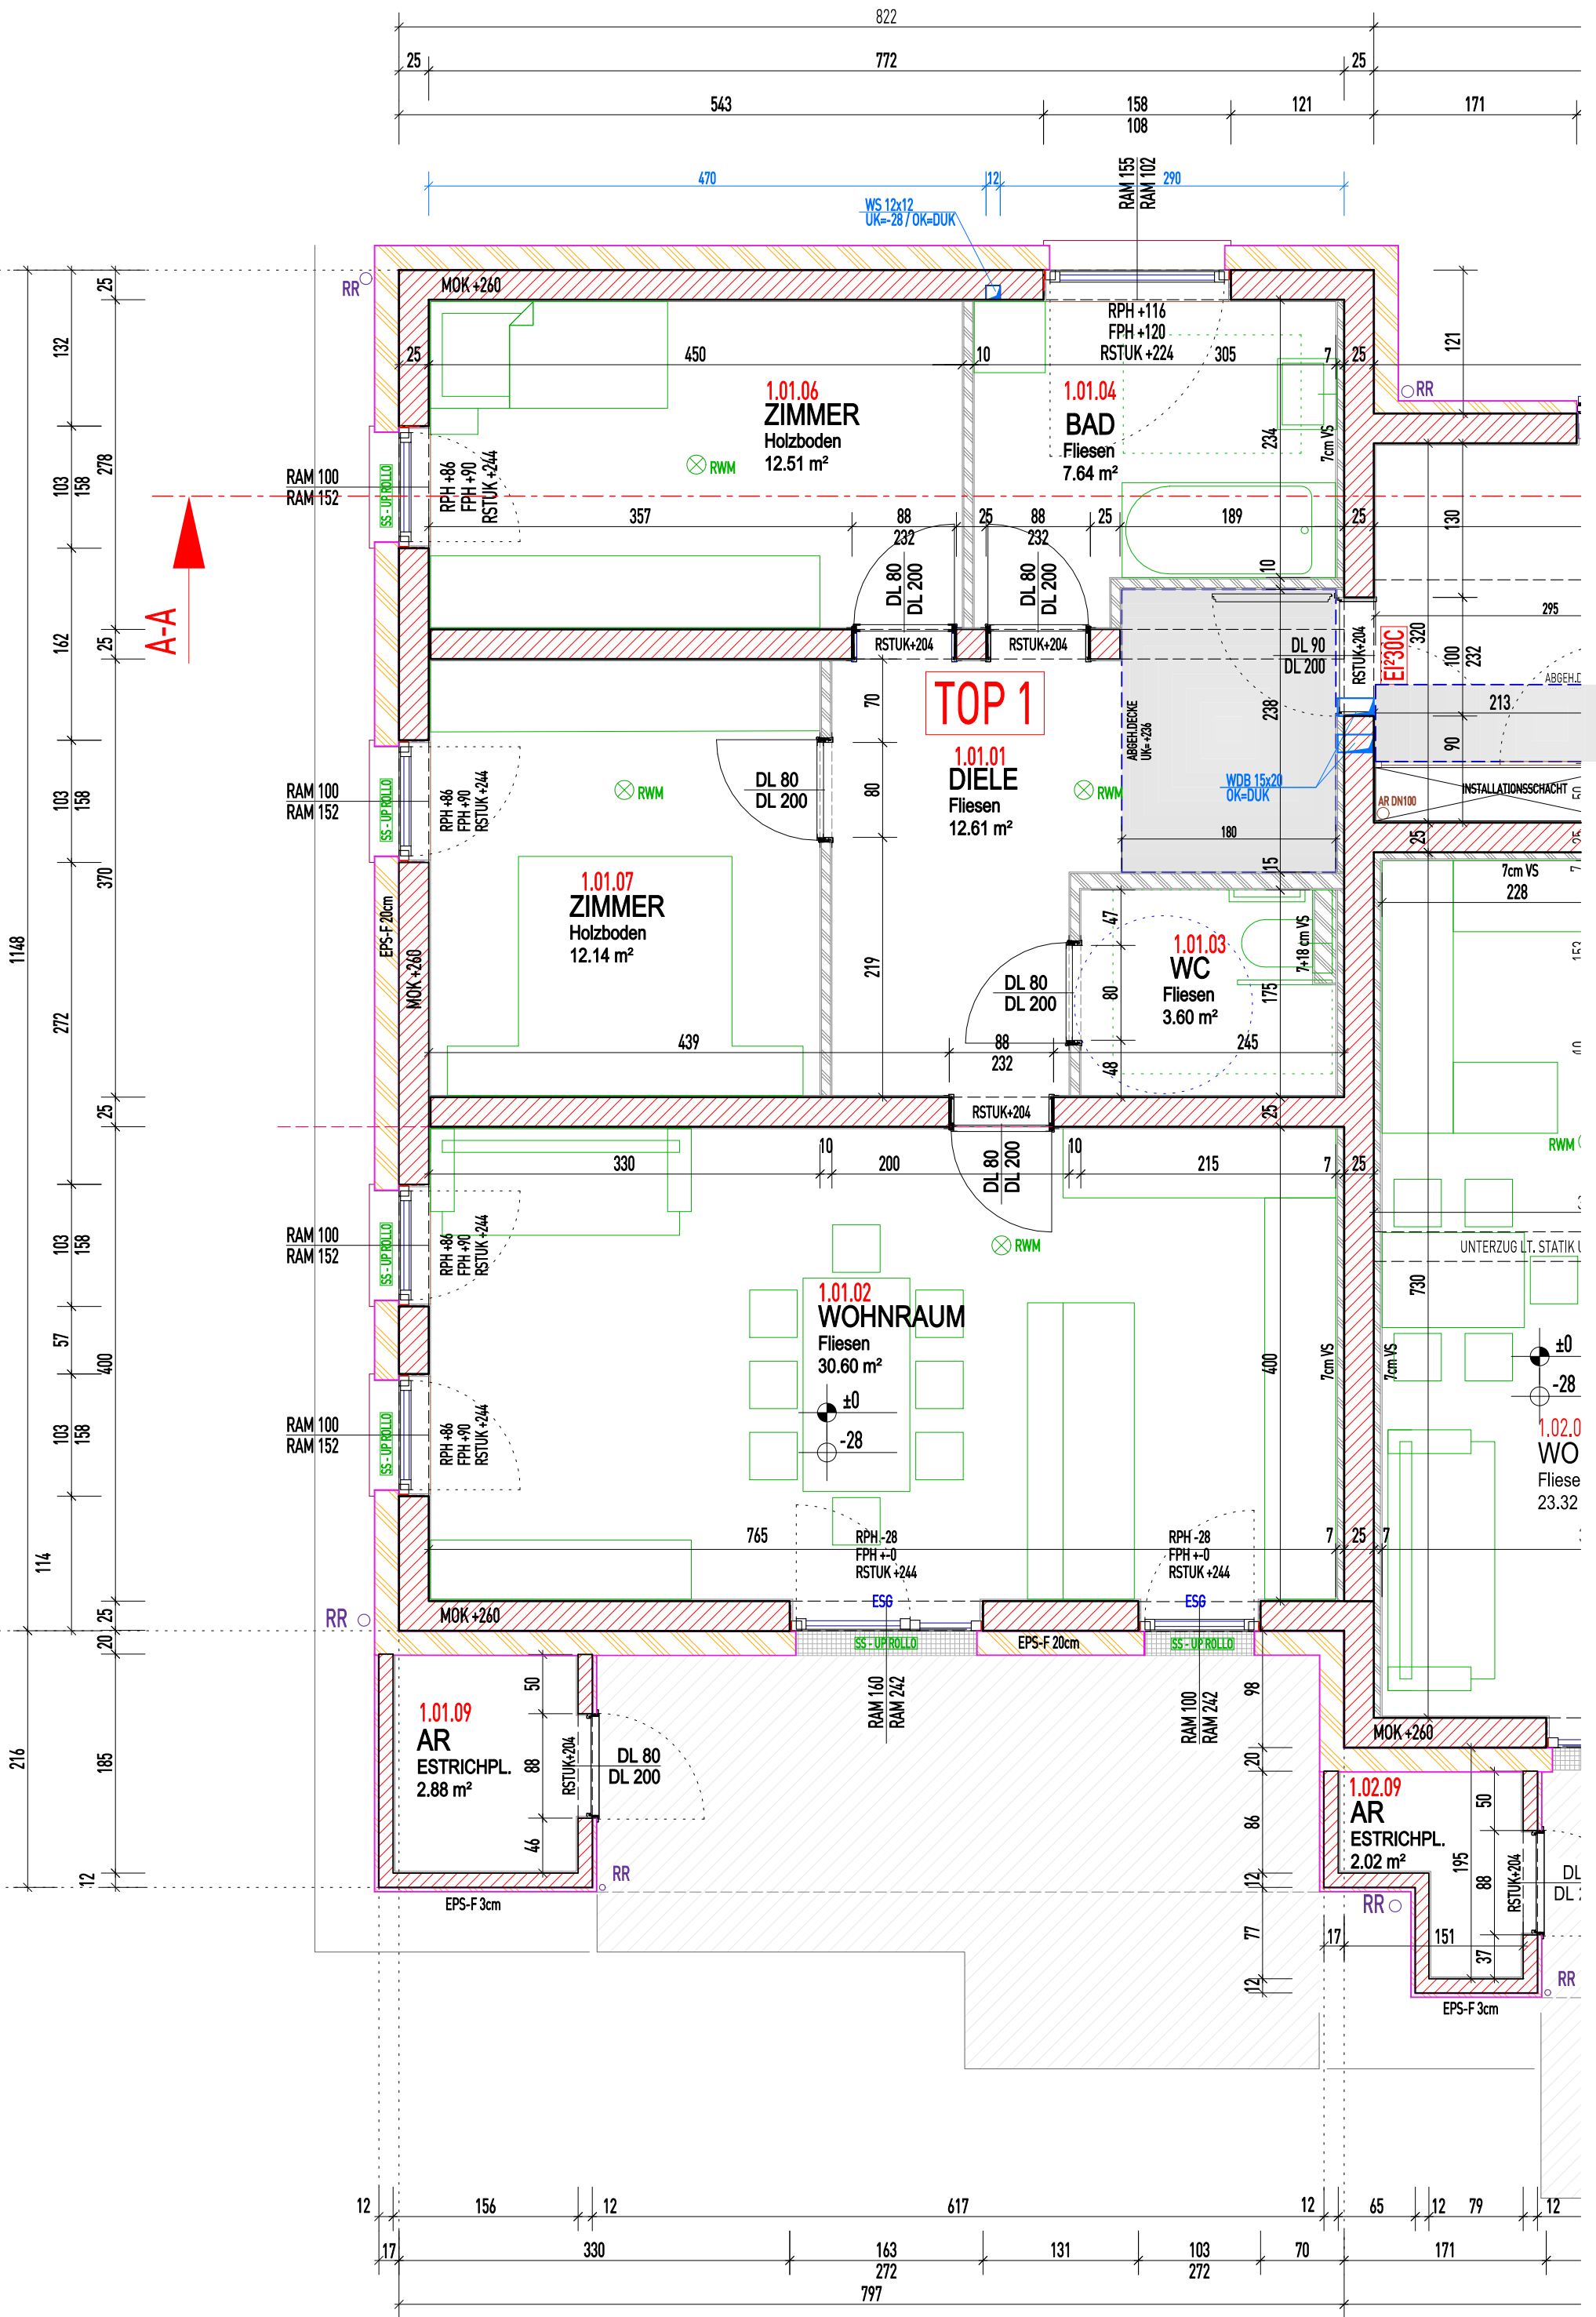 822
25 772 25
543 158 121 171
108
470 12 290
RAM 155
RAM 102
WS 12x12
UK=-28 / OK=DUK
RR
MOK +260
25
132
278
103 158
162
25
370
1148
272
25
103 158
57
400
103 158
114
25
20
216
185
12
RPH +116
FPH +120
RSTUK +224
25 450 10 305 7 25
121
RR
1.01.06
ZIMMER
Holzboden
12.51 m²
RWM
1.01.04
BAD
Fliesen
7.64 m²
234
7cm VS
RAM 100
RAM 152
SS - UP ROLLO
RPH +86
FPH +90
RSTUK +244
357 88 25 88 25 189 25
232 232
130
A-A
DL 80
DL 200
DL 80
DL 200
10
RSTUK+204
RSTUK+204
DL 90
DL 200
RSTUK+204
EI²30C
320
295
100
232
ABGEH.D
213
90
TOP 1
70
ABGEH.DECKE
UK= +236
238
1.01.01
DIELE
Fliesen
12.61 m²
RWM
WDB 15x20
OK=DUK
INSTALLATIONSSCHACHT
AR DN100
50
RAM 100
RAM 152
SS - UP ROLLO
RPH +86
FPH +90
RSTUK +244
RWM
DL 80
DL 200
80
180
15
25
25
7cm VS
7
228
1.01.07
ZIMMER
Holzboden
12.14 m²
EPS-F 20cm
MOK +260
219
47
1.01.03
WC
Fliesen
3.60 m²
7+18 cm VS
175
DL 80
DL 200
80
153
439 88 245
232
48
RSTUK+204
25
RWM
330 10 200 10 215 7 25
DL 80
DL 200
RAM 100
RAM 152
SS - UP ROLLO
RPH +86
FPH +90
RSTUK +244
RWM
UNTERZUG LT. STATIK U
730
1.01.02
WOHNRAUM
Fliesen
30.60 m²
±0
-28
400
7cm VS
7cm VS
±0
-28
1.02.0
WO
Fliese
23.32
RAM 100
RAM 152
SS - UP ROLLO
RPH +86
FPH +90
RSTUK +244
765 7 25 7
RPH -28
FPH +-0
RSTUK +244
RPH -28
FPH +-0
RSTUK +244
ESG
ESG
RR
MOK +260
SS - UP ROLLO
EPS-F 20cm
SS - UP ROLLO
RAM 160
RAM 242
RAM 100
RAM 242
98
MOK +260
1.01.09
AR
ESTRICHPL.
2.88 m²
50
88
46
RSTUK+204
DL 80
DL 200
RR
EPS-F 3cm
20
86
12
77
12
1.02.09
AR
ESTRICHPL.
2.02 m²
50
195
88
37
RSTUK+204
DL
DL 2
RR
17 151
RR
EPS-F 3cm
12 156 12 617 12 65 12 79 12
17 330 163 131 103 70 171
272 272
797